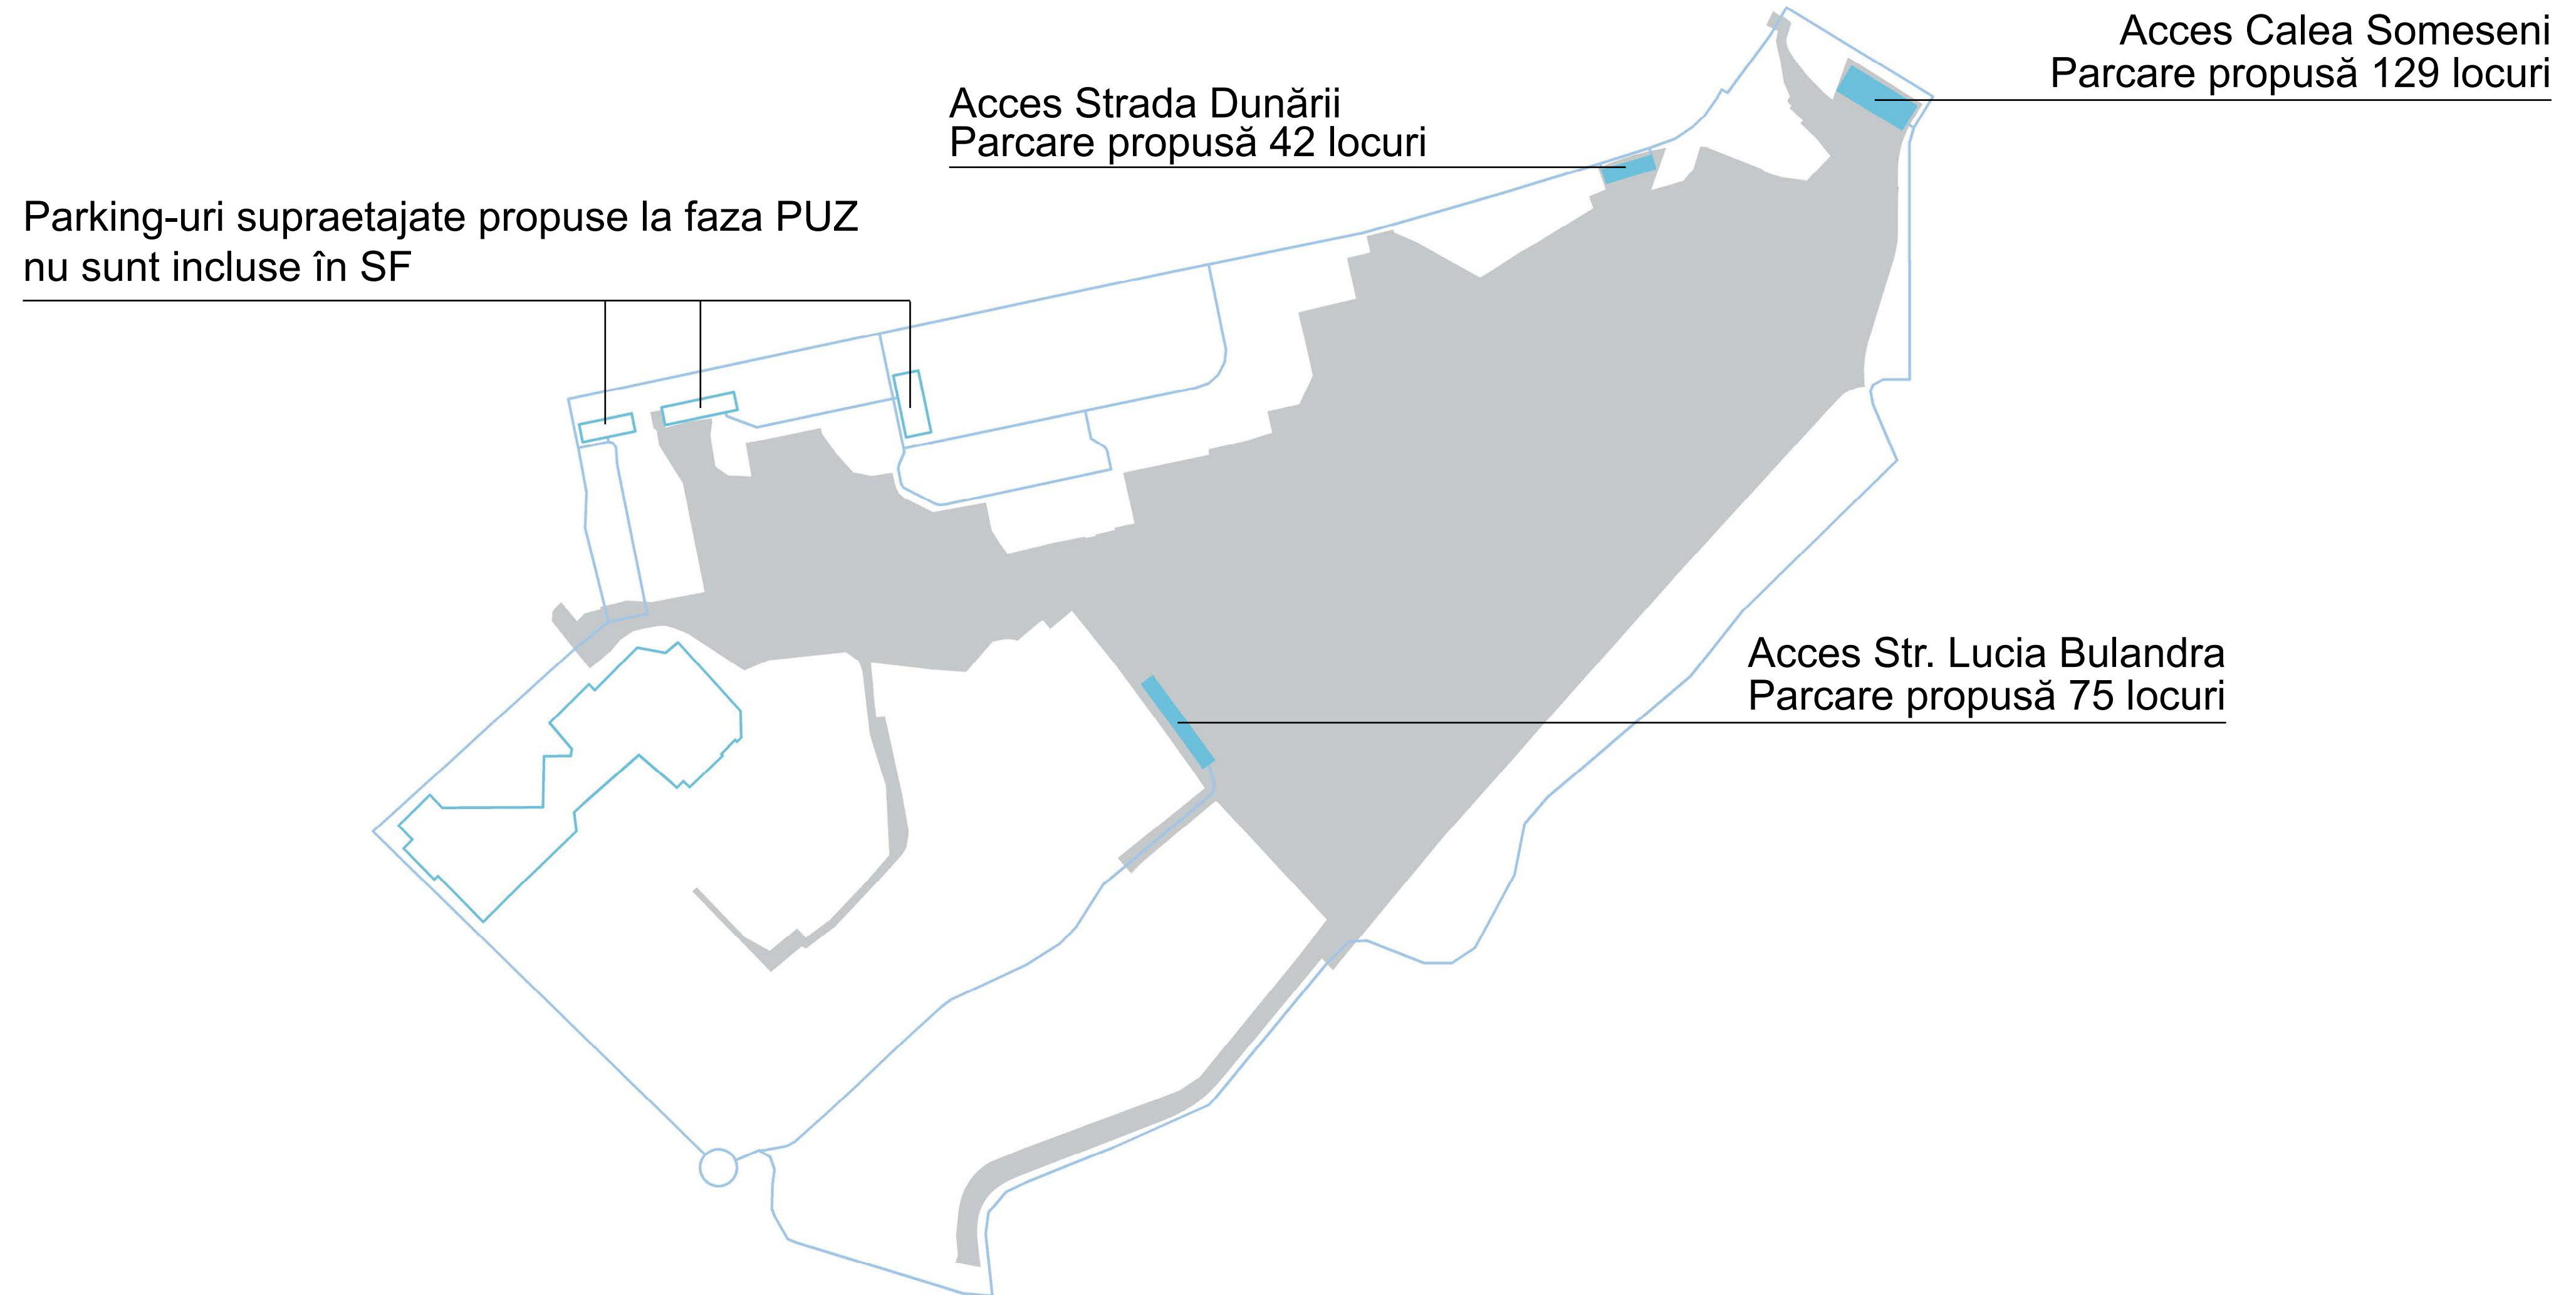 Acces Calea Someseni
Parcare propusă 129 locuri
Acces Strada Dunării
Parcare propusă 42 locuri
Parking-uri supraetajate propuse la faza PUZ
nu sunt incluse în SF
Acces Str. Lucia Bulandra
Parcare propusă 75 locuri